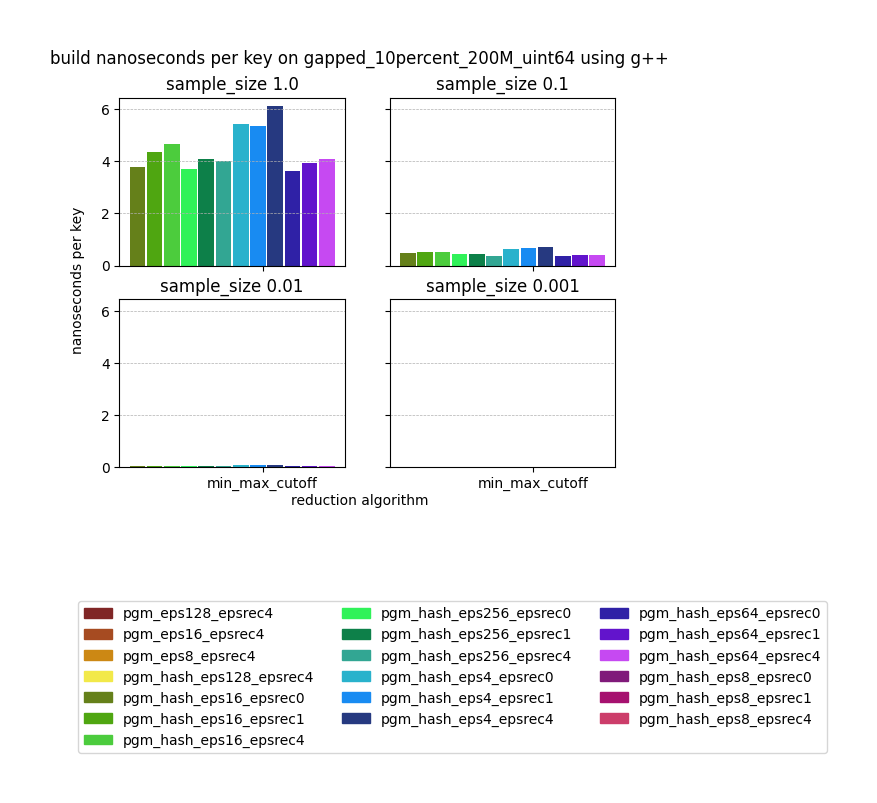 build nanoseconds per key on gapped_10percent_200M_uint64 using g++
sample_size 1.0
sample_size 0.1
6
4
2
0
nanoseconds per key
sample_size 0.01
sample_size 0.001
6
4
2
0
min_max_cutoff
min_max_cutoff
reduction algorithm
pgm_eps128_epsrec4
pgm_eps16_epsrec4
pgm_eps8_epsrec4
pgm_hash_eps128_epsrec4
pgm_hash_eps16_epsrec0
pgm_hash_eps16_epsrec1
pgm_hash_eps16_epsrec4
pgm_hash_eps256_epsrec0
pgm_hash_eps256_epsrec1
pgm_hash_eps256_epsrec4
pgm_hash_eps4_epsrec0
pgm_hash_eps4_epsrec1
pgm_hash_eps4_epsrec4
pgm_hash_eps64_epsrec0
pgm_hash_eps64_epsrec1
pgm_hash_eps64_epsrec4
pgm_hash_eps8_epsrec0
pgm_hash_eps8_epsrec1
pgm_hash_eps8_epsrec4